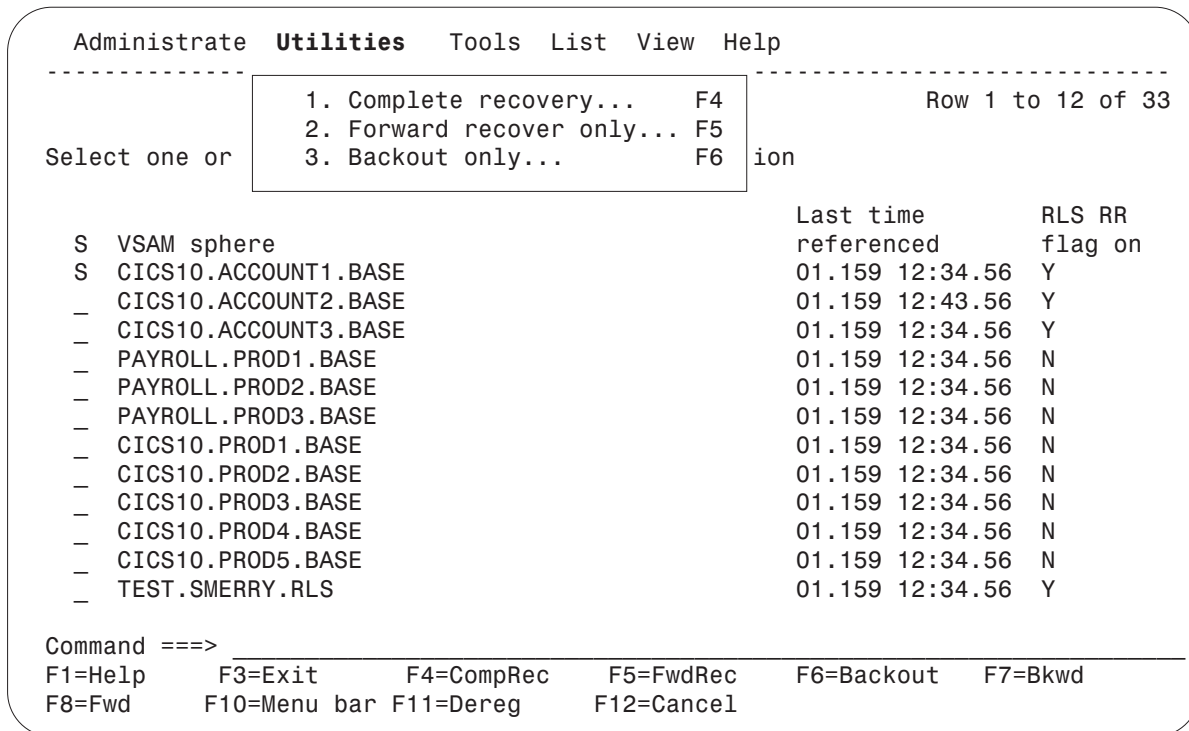 Administrate Utilities Tools List View Help
--------------                                    -----------------------------
1. Complete recovery... F4 Row 1 to 12 of 33
2. Forward recover only... F5
Select one or 3. Backout only... F6 ion
Last time RLS RR
S VSAM sphere referenced flag on
S CICS10.ACCOUNT1.BASE 01.159 12:34.56 Y
_ CICS10.ACCOUNT2.BASE 01.159 12:43.56 Y
_ CICS10.ACCOUNT3.BASE 01.159 12:34.56 Y
_ PAYROLL.PROD1.BASE 01.159 12:34.56 N
_ PAYROLL.PROD2.BASE 01.159 12:34.56 N
_ PAYROLL.PROD3.BASE 01.159 12:34.56 N
_ CICS10.PROD1.BASE 01.159 12:34.56 N
_ CICS10.PROD2.BASE 01.159 12:34.56 N
_ CICS10.PROD3.BASE 01.159 12:34.56 N
_ CICS10.PROD4.BASE 01.159 12:34.56 N
_ CICS10.PROD5.BASE 01.159 12:34.56 N
_ TEST.SMERRY.RLS 01.159 12:34.56 Y
Command ===> __________________________________________________________________
F1=Help F3=Exit F4=CompRec F5=FwdRec F6=Backout F7=Bkwd
F8=Fwd F10=Menu bar F11=Dereg F12=Cancel